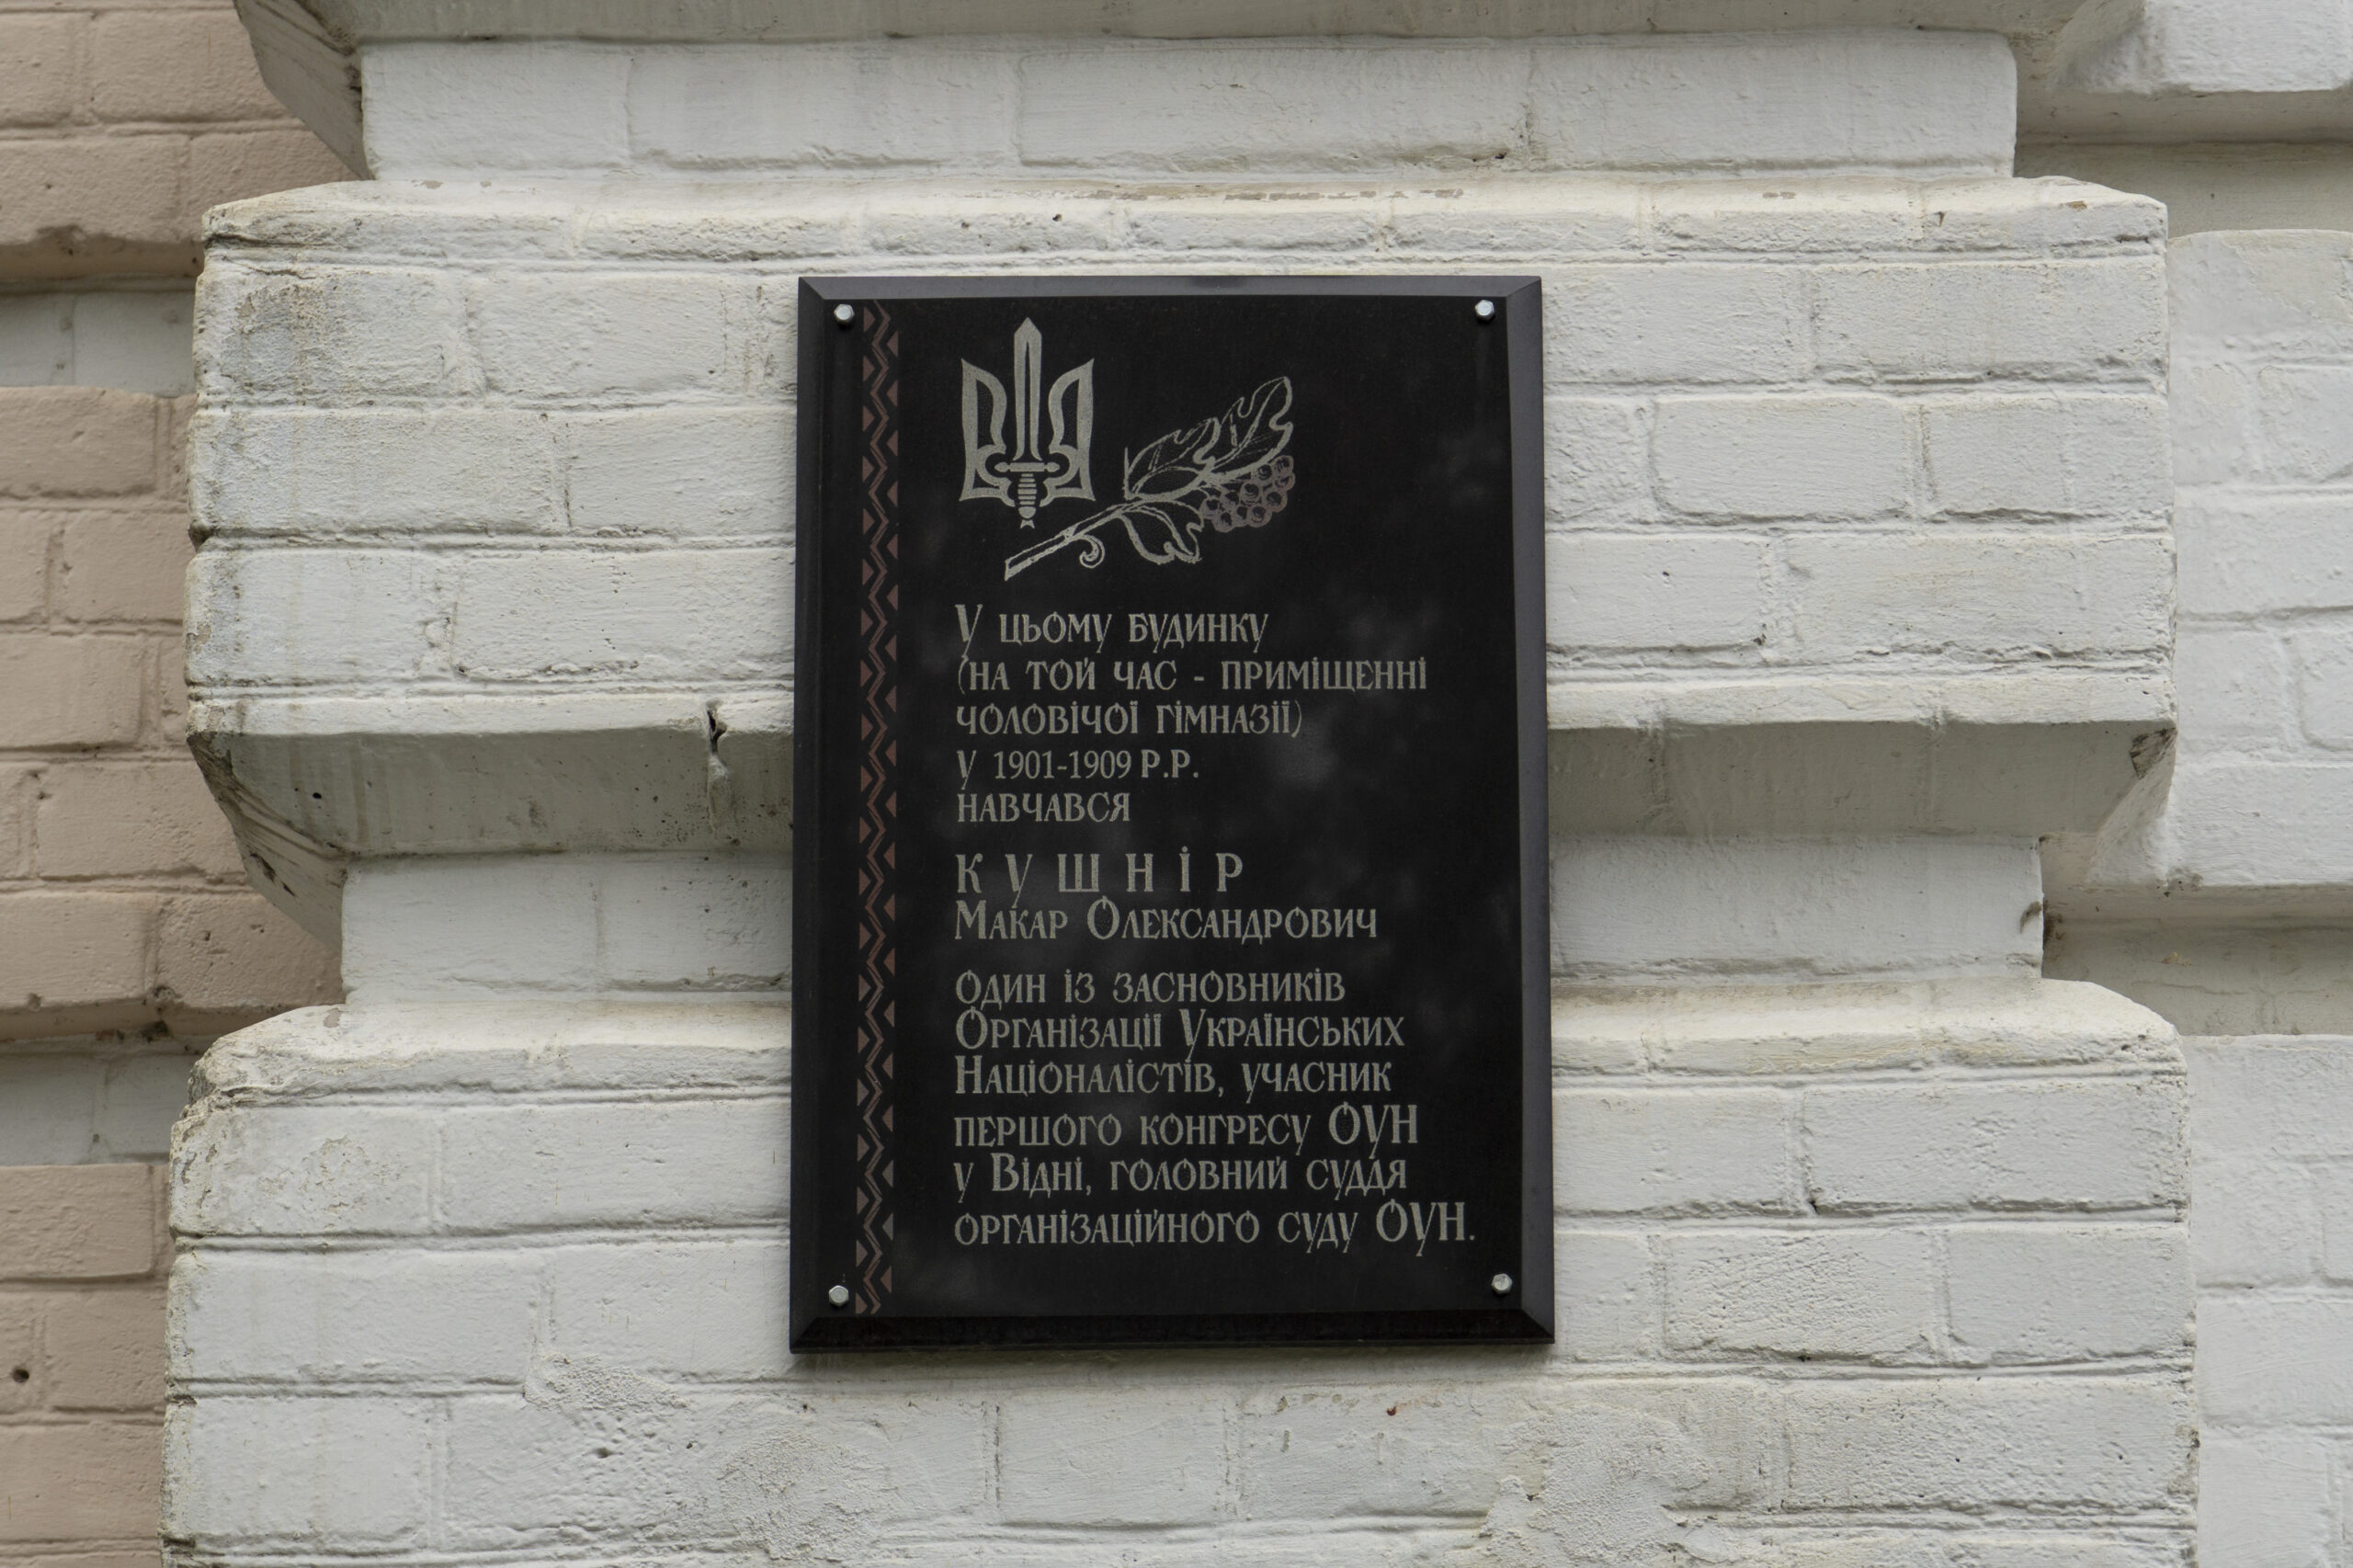 У цьому будинку
(на той час - приміщенні
чоловічої гімназії)
у 1901-1909 р.р.
навчався
КУШНІР
Макар Олександрович
один із засновників
Організації Українських
Націоналістів, учасник
першого конгресу ОУН
у Відні, головний суддя
організаційного суду ОУН.